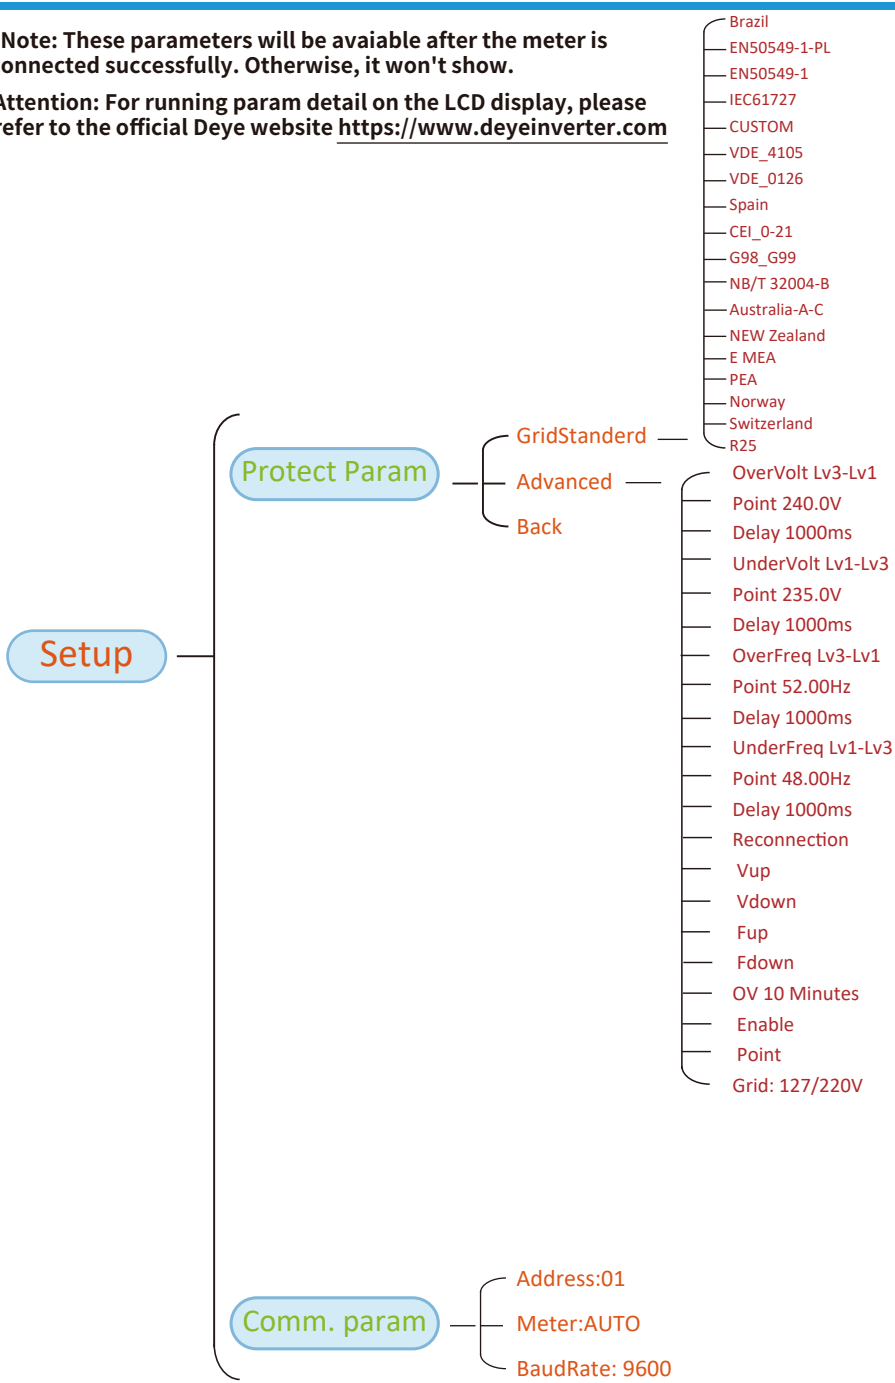 Note: These parameters will be avaiable after the meter is
onnected successfully. Otherwise, it won't show.
Attention: For running param detail on the LCD display, please
refer to the official Deye website https://www.deyeinverter.com
Brazil
EN50549-1-PL
EN50549-1
IEC61727
CUSTOM
VDE_4105
VDE_0126
Spain
CEI_0-21
G98_G99
NB/T 32004-B
Australia-A-C
NEW Zealand
E MEA
PEA
Norway
Switzerland
R25
Setup
Protect Param
GridStanderd
Advanced
Back
OverVolt Lv3-Lv1
Point 240.0V
Delay 1000ms
UnderVolt Lv1-Lv3
Point 235.0V
Delay 1000ms
OverFreq Lv3-Lv1
Point 52.00Hz
Delay 1000ms
UnderFreq Lv1-Lv3
Point 48.00Hz
Delay 1000ms
Reconnection
Vup
Vdown
Fup
Fdown
OV 10 Minutes
Enable
Point
Grid: 127/220V
Comm. param
Address:01
Meter:AUTO
BaudRate: 9600